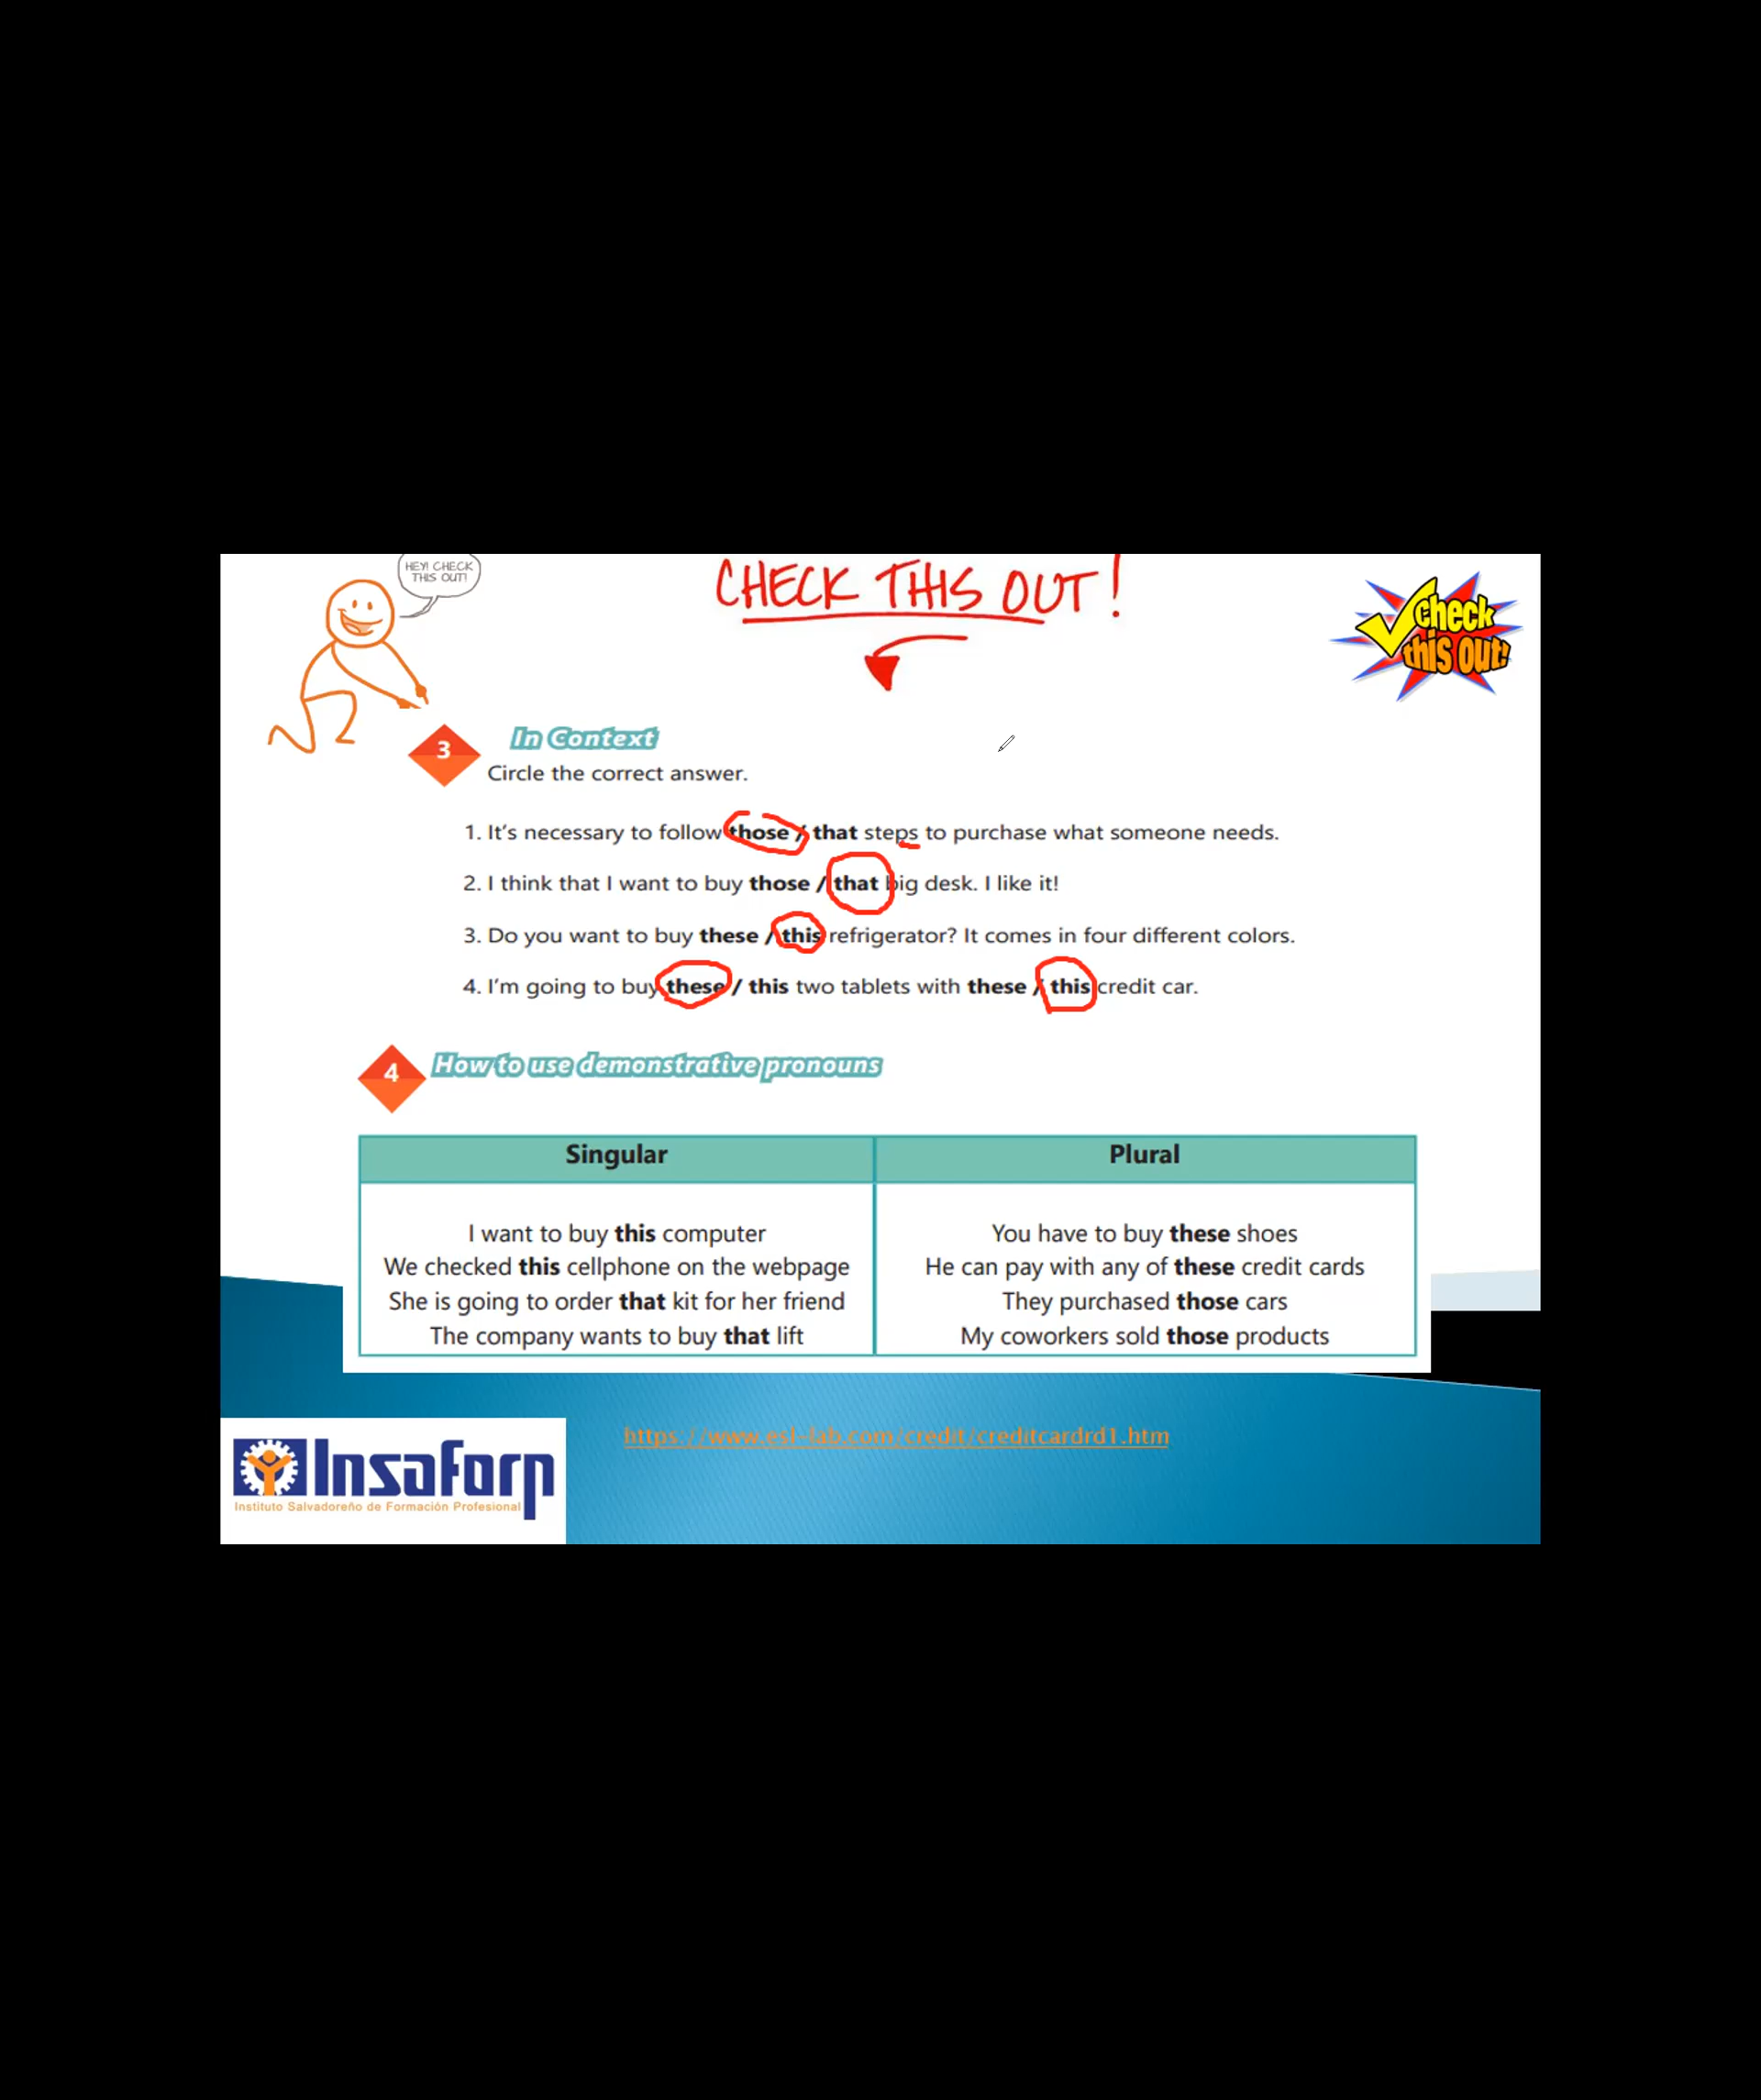 HEY! CHECK
THIS OUT!
CHECK THIS OUT!
check
this out!
3
In Context
Circle the correct answer.
1. It's necessary to follow those / that steps to purchase what someone needs.
2. I think that I want to buy those / that big desk. I like it!
3. Do you want to buy these / this refrigerator? It comes in four different colors.
4. I'm going to buy these / this two tablets with these / this credit car.
4
How to use demonstrative pronouns
Singular
Plural
I want to buy this computer
We checked this cellphone on the webpage
She is going to order that kit for her friend
The company wants to buy that lift
You have to buy these shoes
He can pay with any of these credit cards
They purchased those cars
My coworkers sold those products
https://www.esl-lab.com/credit/creditcardrd1.htm
Insaforp
Instituto Salvadoreño de Formación Profesional